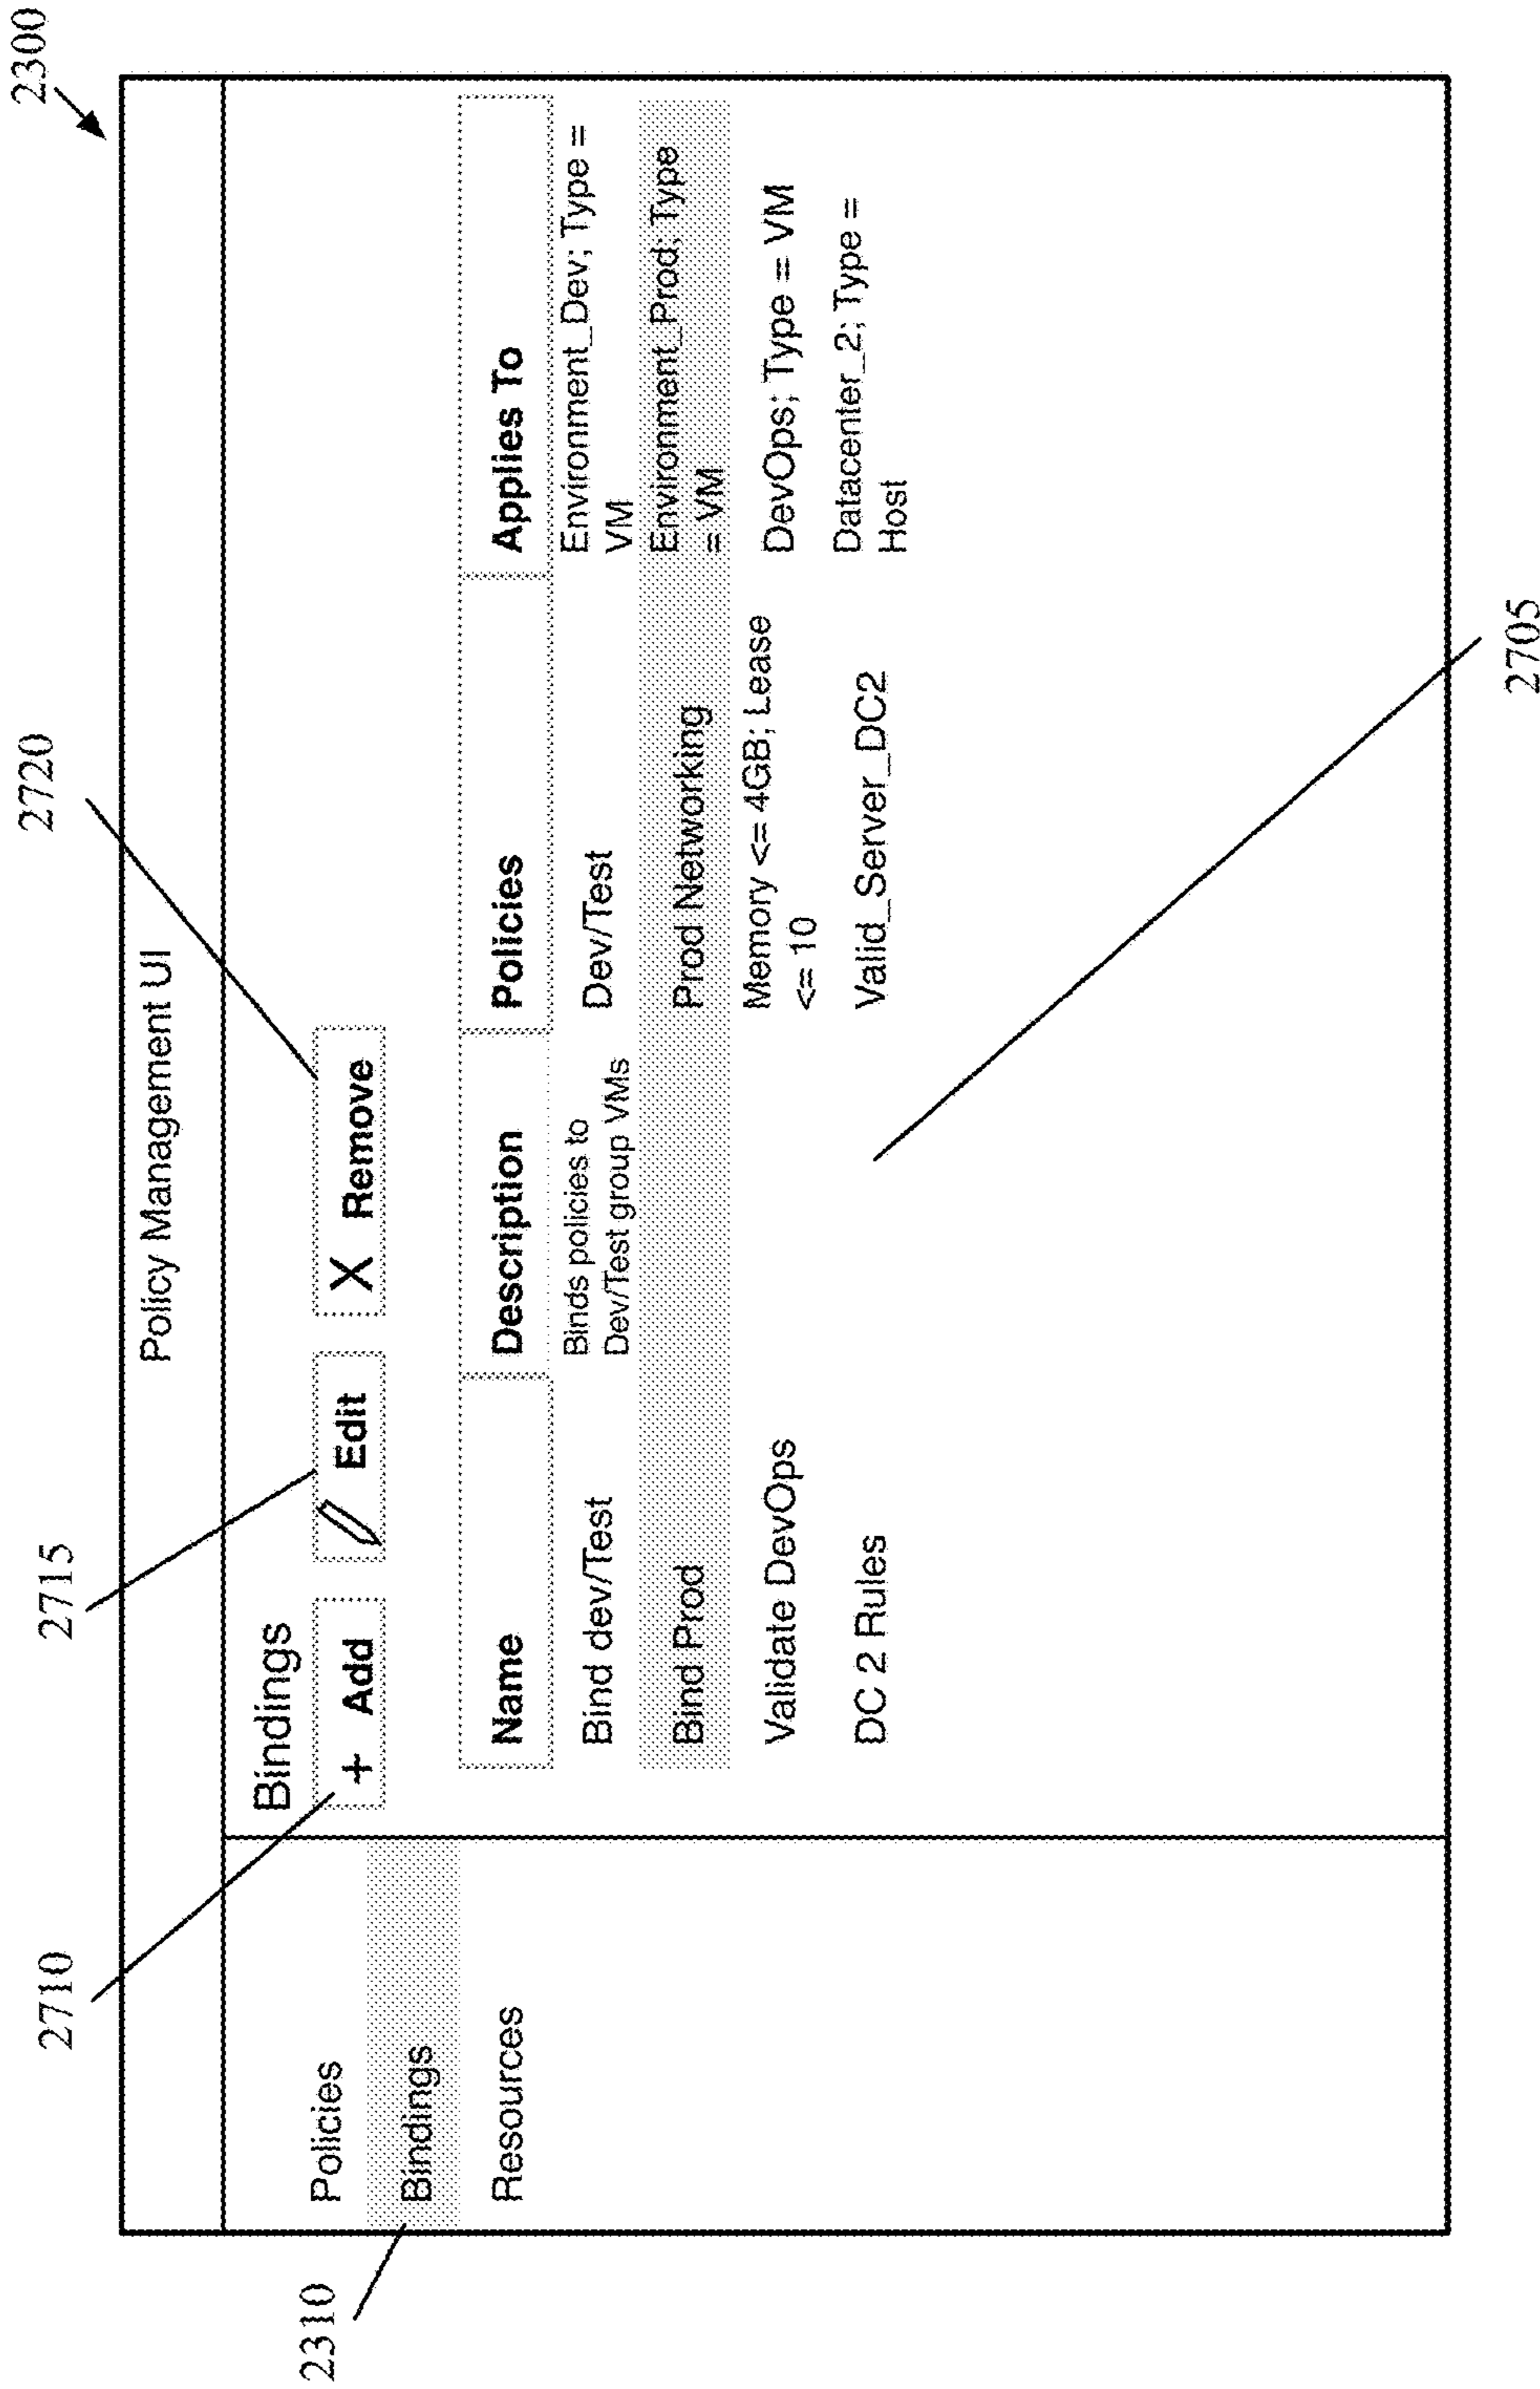 2300
2720
2715
2710
2310
Policy Management UI
Policies
Bindings
Resources
Bindings
+ Add
Edit
X Remove
Name
Description
Policies
Applies To
Bind dev/Test
Binds policies to
Dev/Test group VMs
Dev/Test
Environment_Dev; Type =
VM
Bind Prod
Prod Networking
Environment_Prod; Type
= VM
Validate DevOps
Memory <= 4GB; Lease
<= 10
DevOps; Type = VM
DC 2 Rules
Valid_Server_DC2
Datacenter_2; Type =
Host
2705